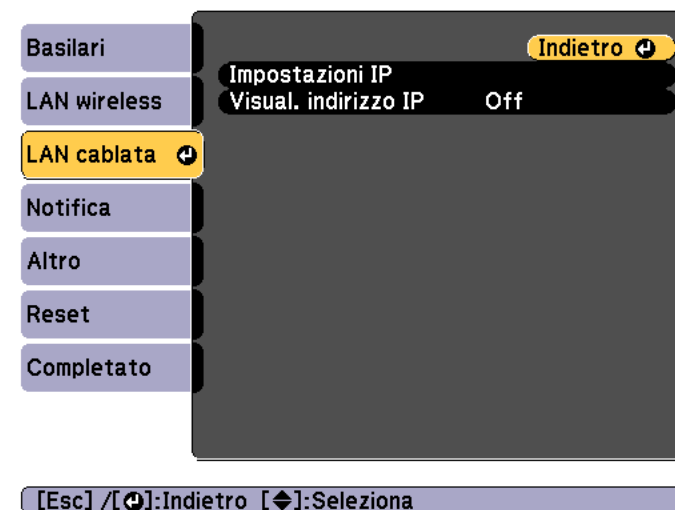 Basilari
LAN wireless
LAN cablata
Notifica
Altro
Reset
Completato
Indietro
Impostazioni IP
Visual. indirizzo IP Off
[Esc] /[⏎]:Indietro [◆]:Seleziona